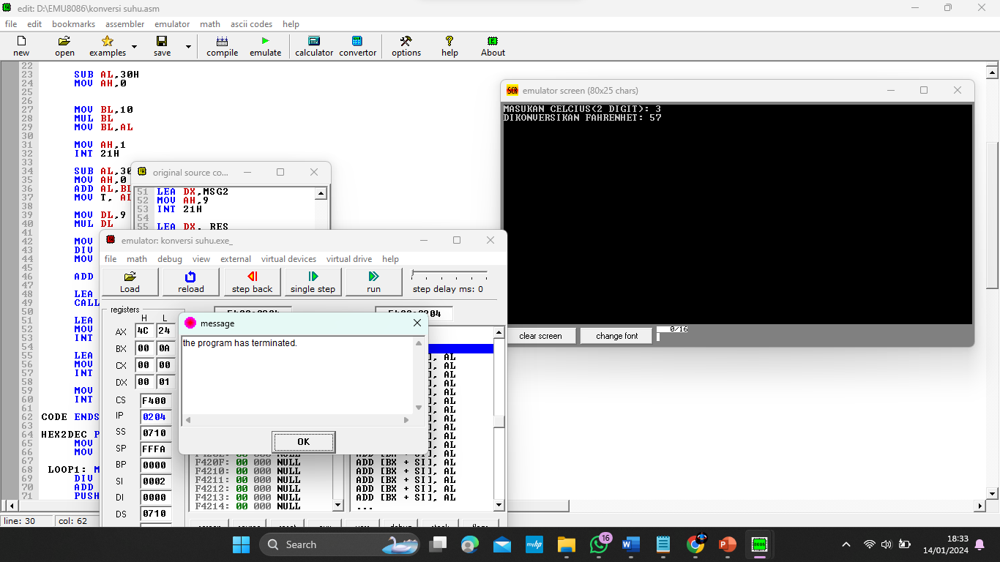 edit: D:\EMU8086\konversi suhu.asm
file edit bookmarks assembler emulator math ascii codes help
new open examples save compile emulate calculator convertor options help About
22
23 SUB AL,30H
24 MOV AH,0
25
26
27 MOV BL,10
28 MUL BL
29 MOV BL,AL
30
31 MOV AH,1
32 INT 21H
33
34 SUB AL,30
35 MOV AH,0
36 ADD AL,BL
37 MOV T, AL
38
39 MOV DL,9
40 MUL DL
41
42 MOV
43 DIV
44 MOV
45
46 ADD
47
48 LEA
49 CALL
50
51 LEA
52 MOV
53 INT
54
55 LEA
56 MOV
57 INT
58
59 MOV
60 INT
61
62 CODE ENDS
63
64 HEX2DEC P
65 MOV
66 MOV
67
68 LOOP1: M
69 DIV
70 ADD
71 PUSH
line: 30 col: 62
original source co...
51 LEA DX,MSG2
52 MOV AH,9
53 INT 21H
54
55 LEA DX, RES
emulator: konversi suhu.exe_
file math debug view external virtual devices virtual drive help
Load reload step back single step run step delay ms: 0
registers
H L
AX 4C 24
BX 00 0A
CX 00 00
DX 00 01
CS F400
IP 0204
SS 0710
SP FFFA
BP 0000
SI 0002
DI 0000
DS 0710
message
the program has terminated.
OK
], AL
], AL
], AL
], AL
], AL
], AL
], AL
], AL
], AL
], AL
], AL
F420F: 00 000 NULL ADD [BX + SI], AL
F4210: 00 000 NULL ADD [BX + SI], AL
F4211: 00 000 NULL ADD [BX + SI], AL
F4212: 00 000 NULL ADD [BX + SI], AL
F4213: 00 000 NULL ADD [BX + SI], AL
F4214: 00 000 NULL ...
emulator screen (80x25 chars)
MASUKAN CELCIUS(2 DIGIT): 3
DIKONVERSIKAN FAHRENHET: 57
clear screen change font 0/16
Search
16
18:33
14/01/2024